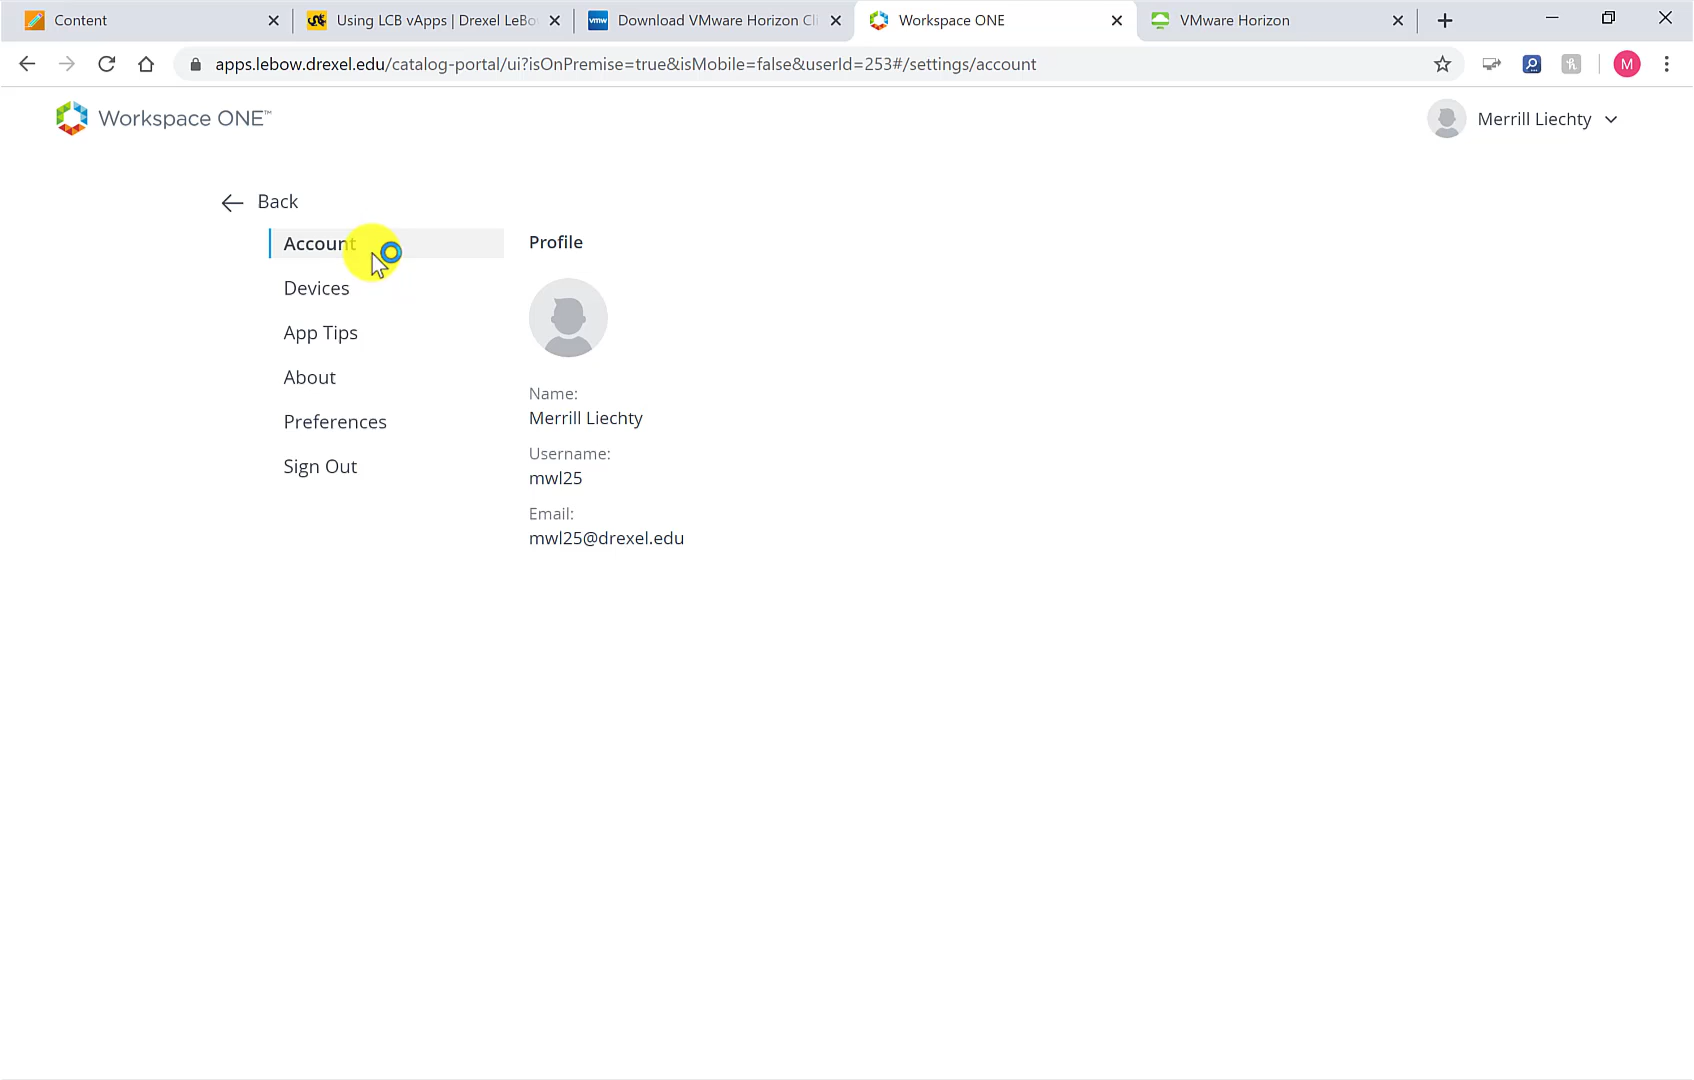 Content
Using LCB vApps | Drexel LeBo
Download VMware Horizon Cli
Workspace ONE
VMware Horizon
apps.lebow.drexel.edu/catalog-portal/ui?isOnPremise=true&isMobile=false&userId=253#/settings/account
M
vmw
Workspace ONE™
Merrill Liechty
Back
Account
Profile
Devices
App Tips
About
Preferences
Sign Out
Name:
Merrill Liechty
Username:
mwl25
Email:
mwl25@drexel.edu